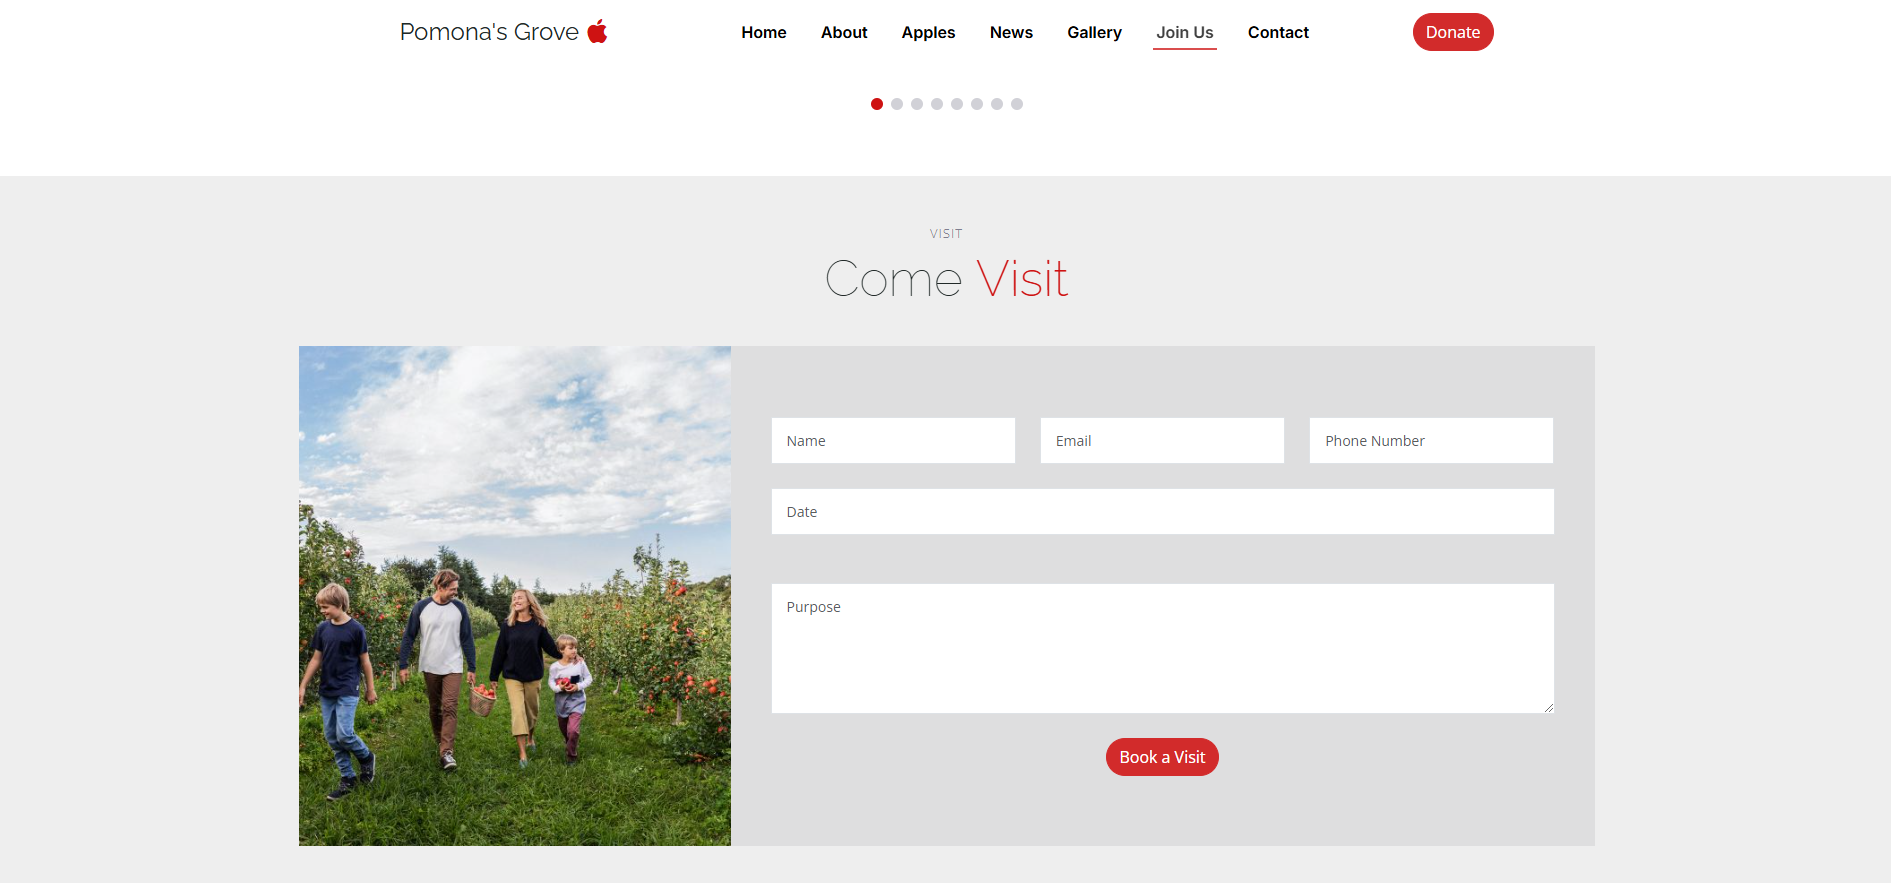 Pomona's Grove
Home About Apples News Gallery Join Us Contact
Donate
VISIT
Come Visit
Name Email Phone Number
Date
Purpose
Book a Visit